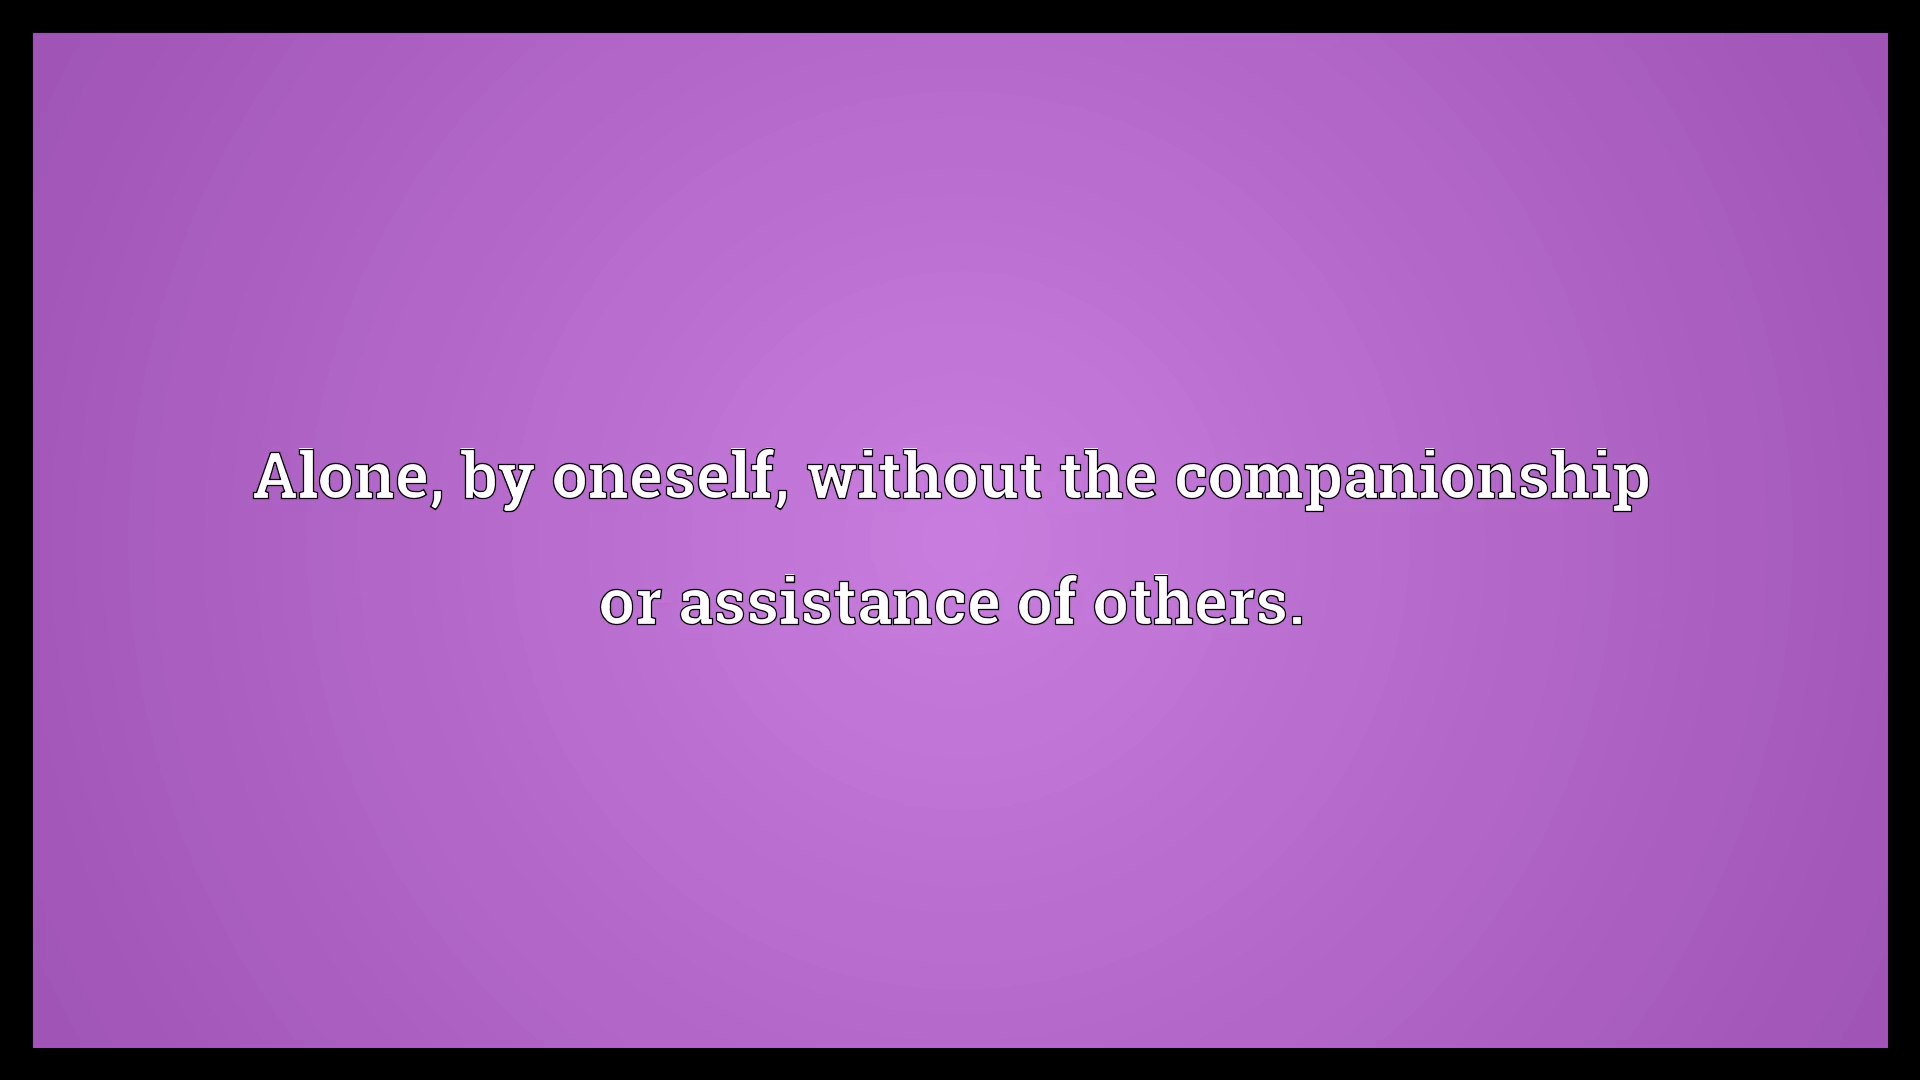 Alone, by oneself, without the companionship
or assistance of others.